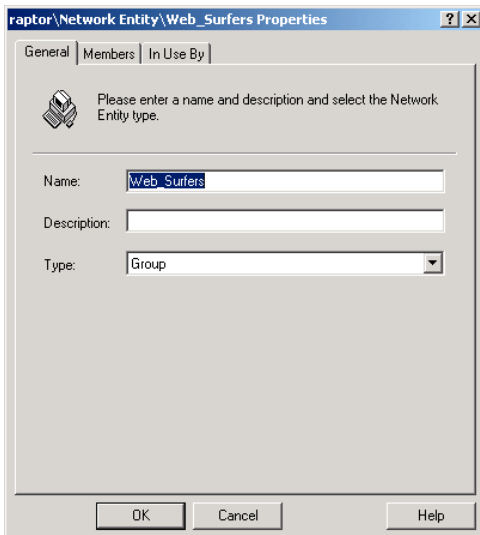 raptor\Network Entity\Web_Surfers Properties
General Members In Use By
Please enter a name and description and select the Network
Entity type.
Name: Web_Surfers
Description:
Type: Group
OK Cancel Help